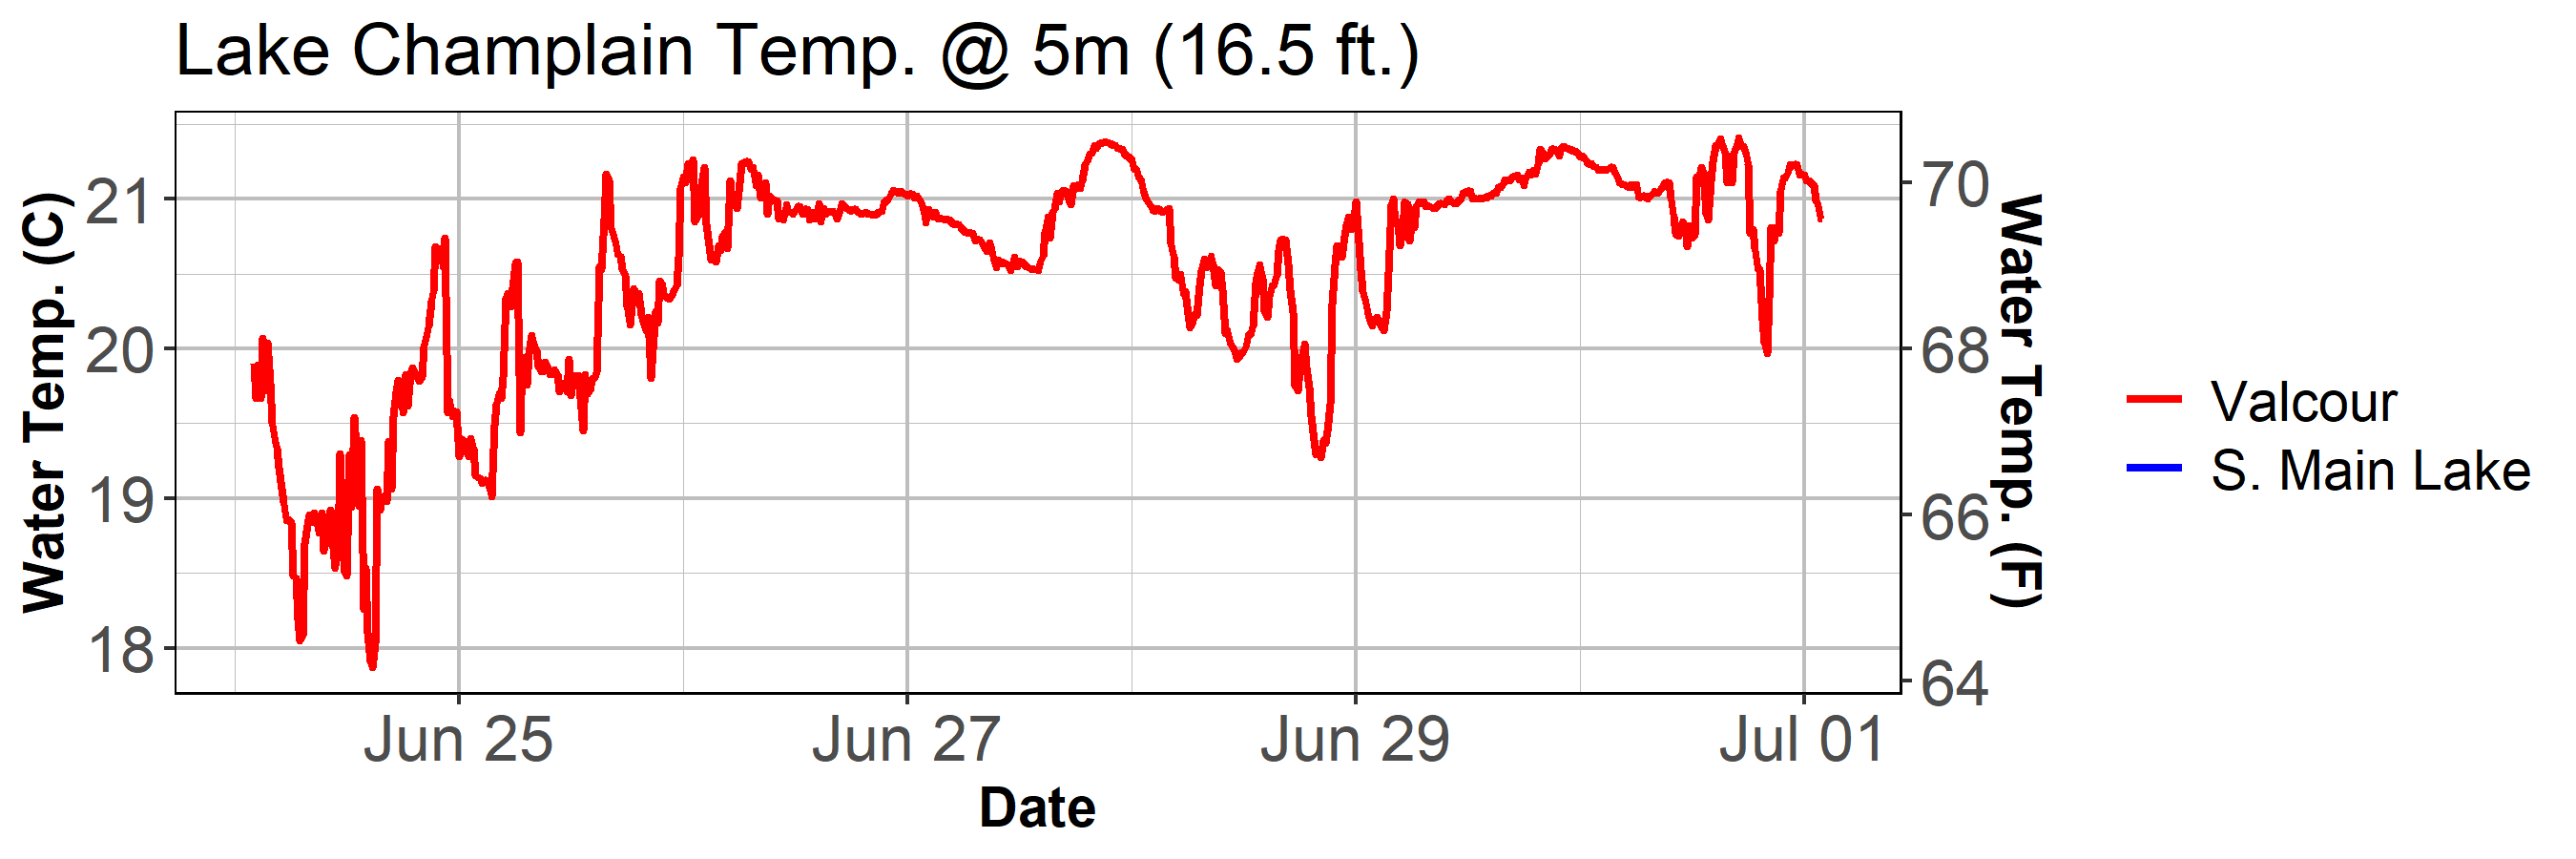 Lake Champlain Temp. @ 5m (16.5 ft.)
Water Temp. (C)
21
20
19
18
70
68
66
64
Water Temp. (F)
Jun 25
Jun 27
Jun 29
Jul 01
Date
Valcour
S. Main Lake